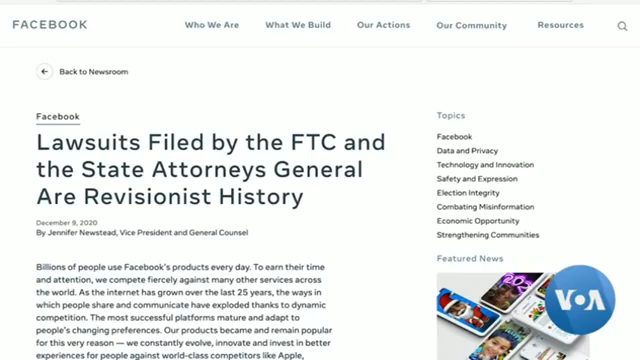 FACEBOOK
Who We Are What We Build Our Actions Our Community Resources
Back to Newsroom
Facebook
Lawsuits Filed by the FTC and
the State Attorneys General
Are Revisionist History
December 9, 2020
By Jennifer Newstead, Vice President and General Counsel
Billions of people use Facebook's products every day. To earn their time
and attention, we compete fiercely against many other services across
the world. As the internet has grown over the last 25 years, the ways in
which people share and communicate have exploded thanks to dynamic
competition. The most successful platforms mature and adapt to
people's changing preferences. Our products became and remain popular
for this very reason — we constantly evolve, innovate and invest in better
experiences for people against world-class competitors like Apple,
Topics
Facebook
Data and Privacy
Technology and Innovation
Safety and Expression
Election Integrity
Combating Misinformation
Economic Opportunity
Strengthening Communities
Featured News
VOA